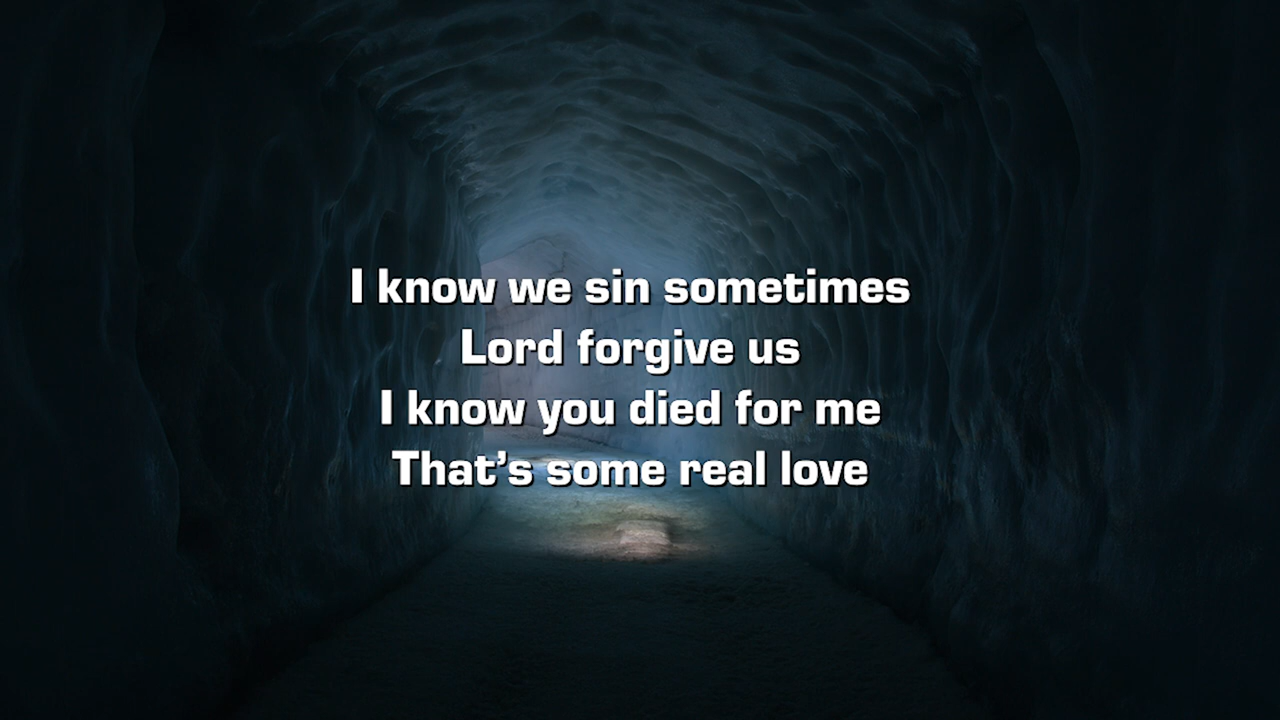 I know we sin sometimes
Lord forgive us
I know you died for me
That’s some real love